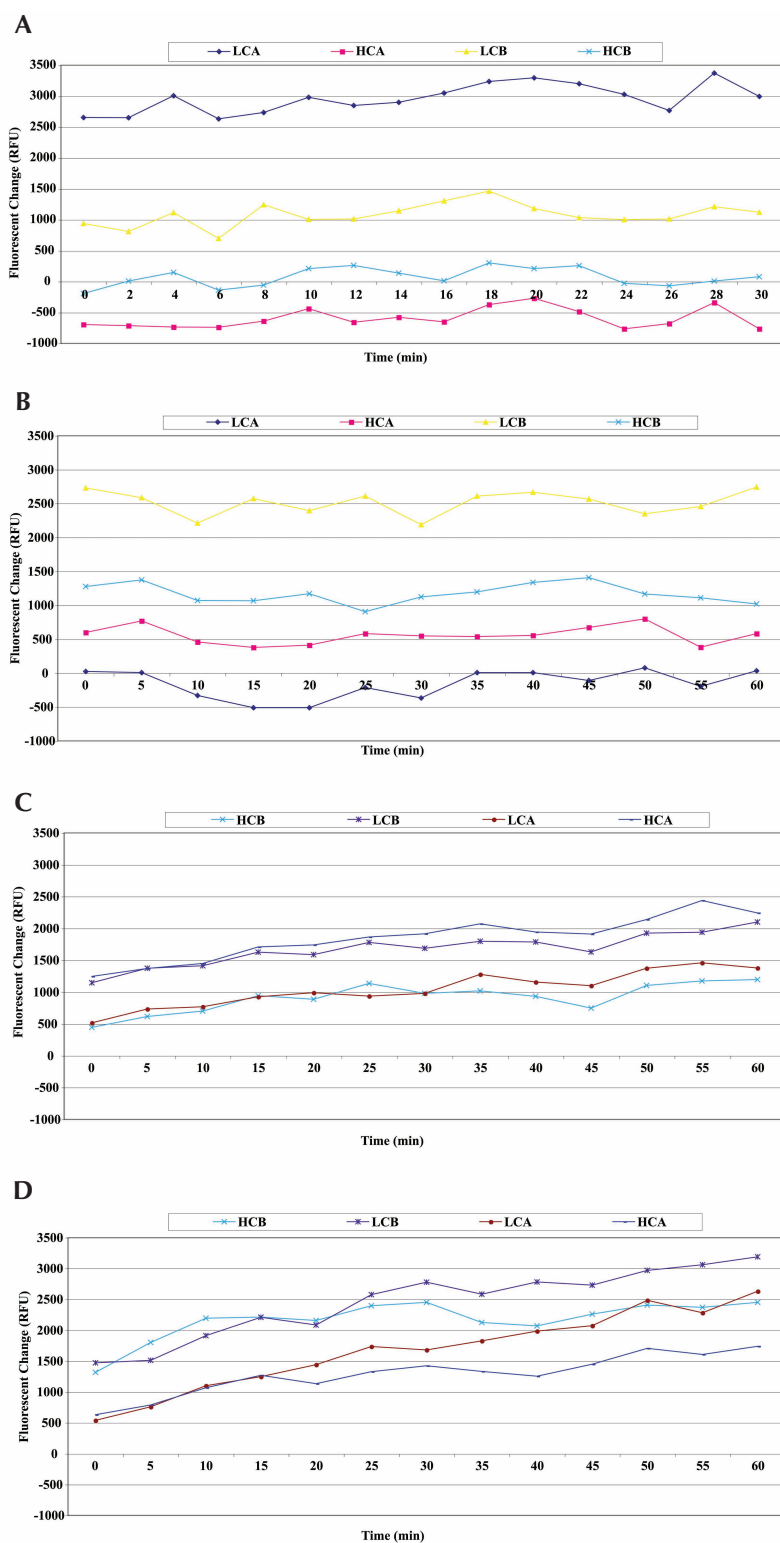 A
LCA HCA LCB HCB
3500
3000
2500
2000
1500
1000
500
0
-500
-1000
Fluorescent Change (RFU)
0 2 4 6 8 10 12 14 16 18 20 22 24 26 28 30
Time (min)
B
LCA HCA LCB HCB
3500
3000
2500
2000
1500
1000
500
0
-500
-1000
Fluorescent Change (RFU)
0 5 10 15 20 25 30 35 40 45 50 55 60
Time (min)
C
HCB LCB LCA HCA
3500
3000
2500
2000
1500
1000
500
0
-500
-1000
Fluorescent Change (RFU)
0 5 10 15 20 25 30 35 40 45 50 55 60
Time (min)
D
HCB LCB LCA HCA
3500
3000
2500
2000
1500
1000
500
0
-500
-1000
Fluorescent Change (RFU)
0 5 10 15 20 25 30 35 40 45 50 55 60
Time (min)